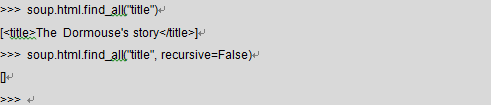 >>> soup.html.find_all("title")↵
[<title>The Dormouse's story</title>]↵
>>> soup.html.find_all("title", recursive=False)↵
[]↵
>>> ↵